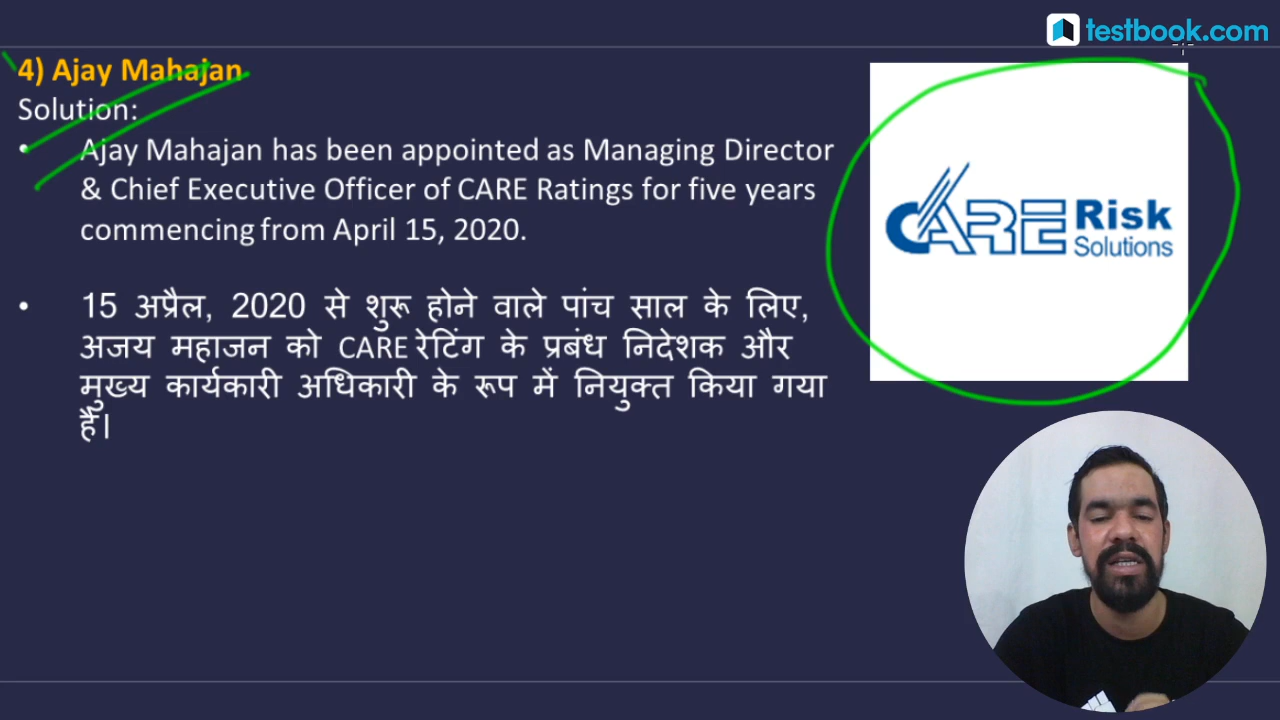 testbook.com
4) Ajay Mahajan
Solution:
• Ajay Mahajan has been appointed as Managing Director
& Chief Executive Officer of CARE Ratings for five years
commencing from April 15, 2020.
• 15 अप्रैल, 2020 से शुरू होने वाले पांच साल के लिए,
अजय महाजन को CARE रेटिंग के प्रबंध निदेशक और
मुख्य कार्यकारी अधिकारी के रूप में नियुक्त किया गया
है।
CARE Risk
Solutions